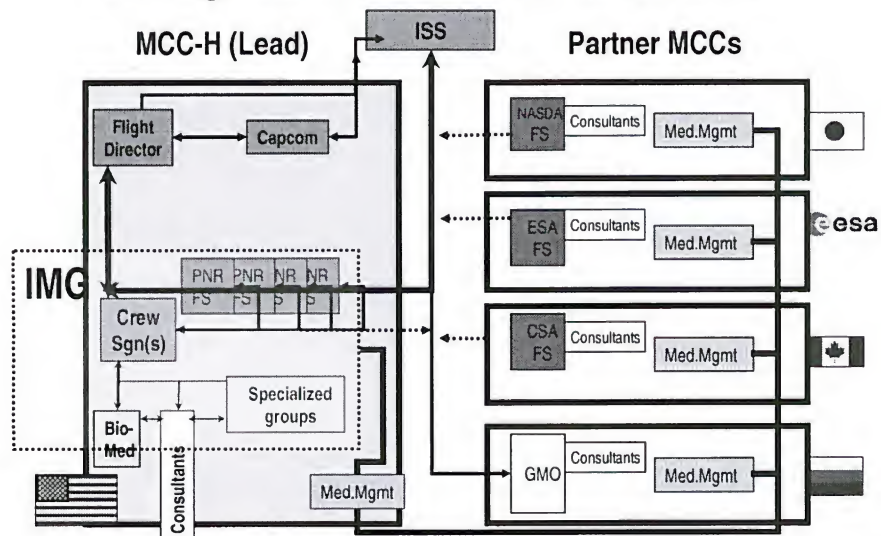 MCC-H (Lead)
ISS
Partner MCCs
Flight
Director
Capcom
IMG
PNR PNR NR NR
FS FS S S
Crew
Sgn(s)
Specialized
groups
Bio-
Med
Consultants
Med.Mgmt
NASDA
FS
Consultants
Med.Mgmt
ESA
FS
Consultants
Med.Mgmt
esa
CSA
FS
Consultants
Med.Mgmt
GMO
Consultants
Med.Mgmt